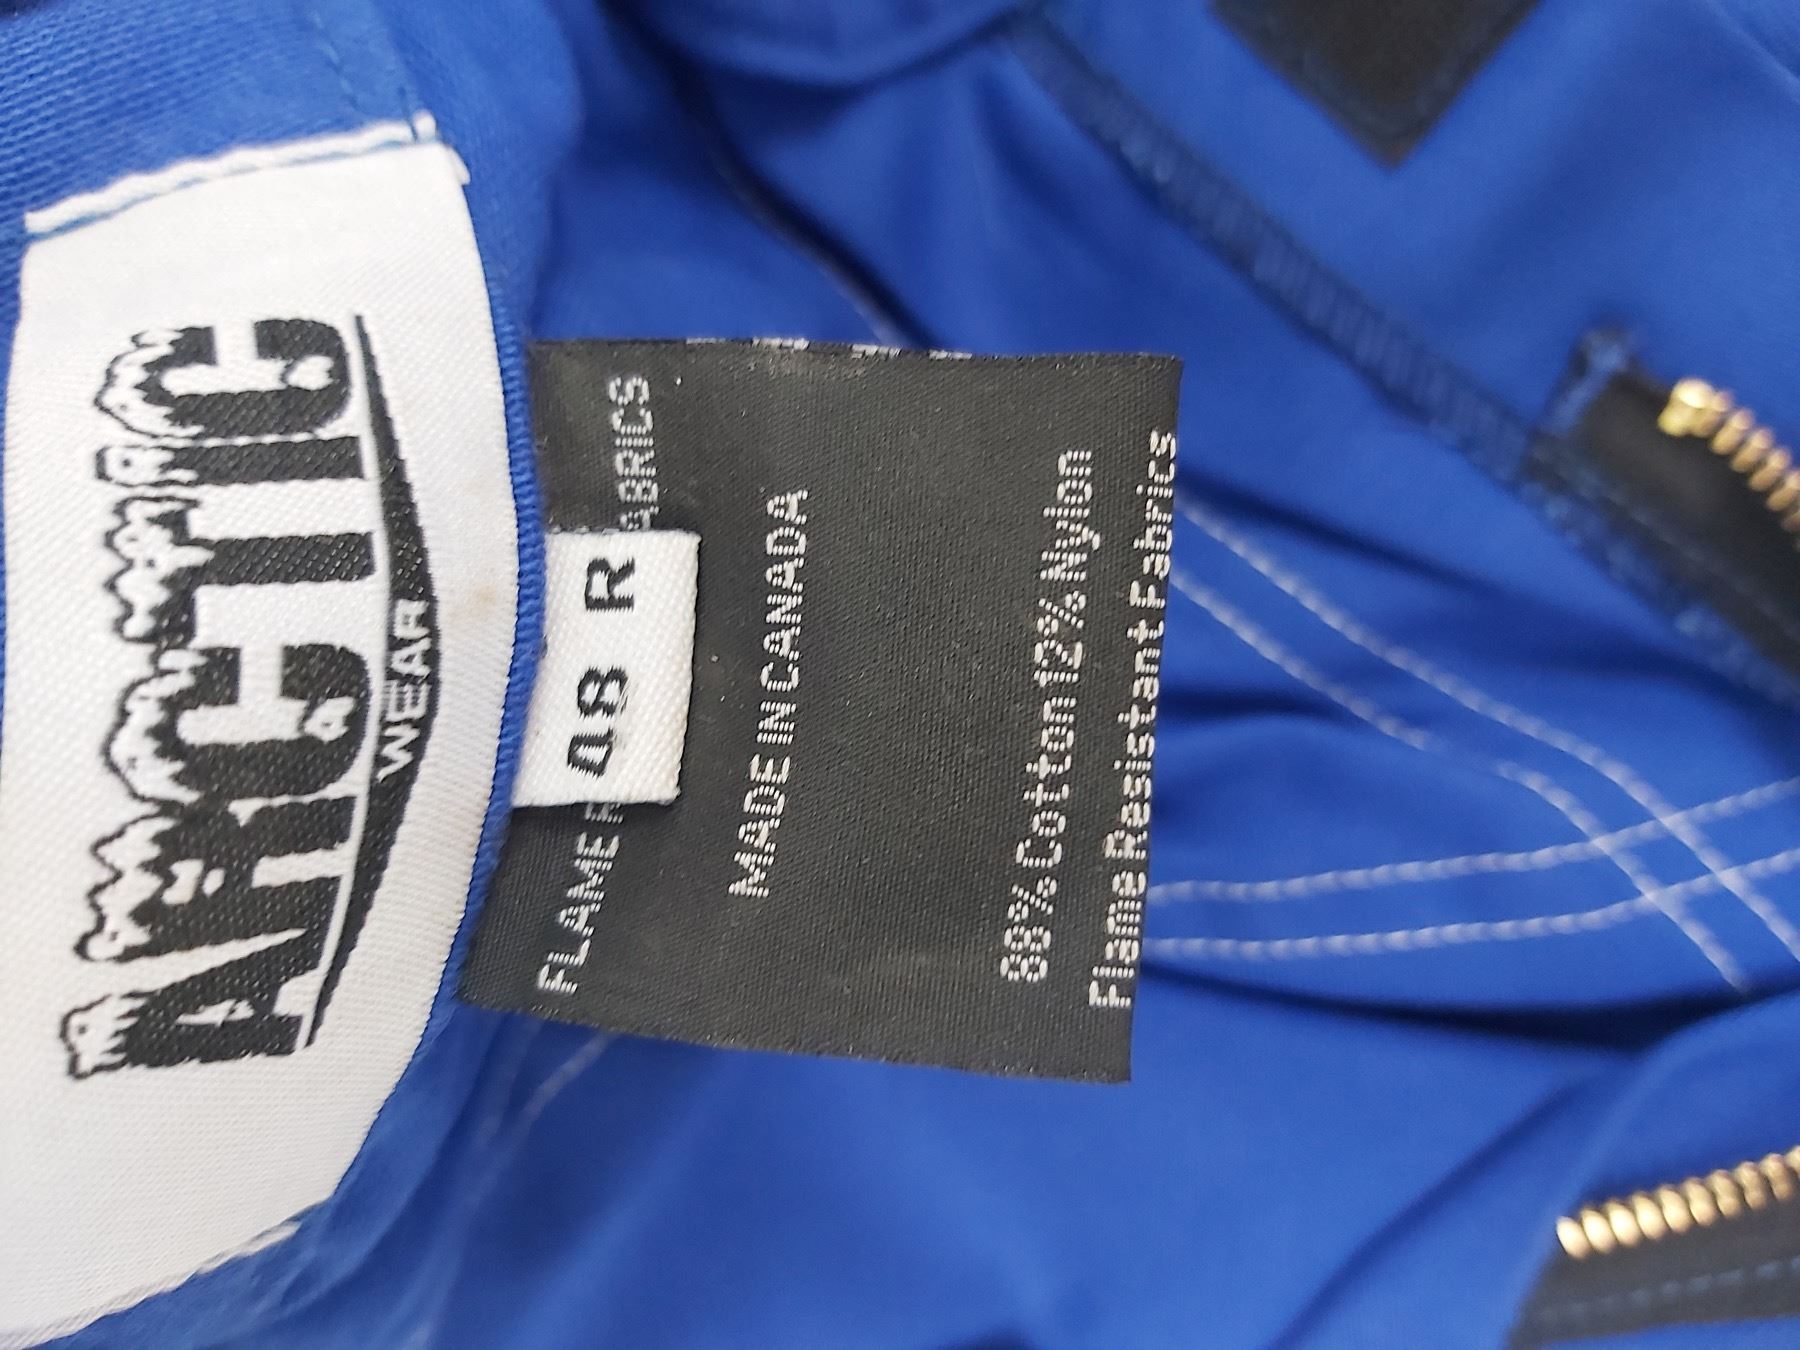 ARCTIC
WEAR
48 R
FLAME
ABRICS
MADE IN CANADA
88% Cotton 12% Nylon
Flame Resistant Fabrics